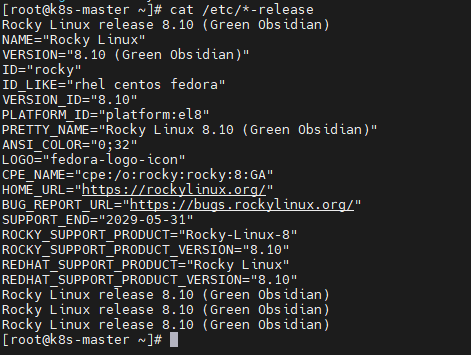 [root@k8s-master ~]# cat /etc/*-release
Rocky Linux release 8.10 (Green Obsidian)
NAME="Rocky Linux"
VERSION="8.10 (Green Obsidian)"
ID="rocky"
ID_LIKE="rhel centos fedora"
VERSION_ID="8.10"
PLATFORM_ID="platform:el8"
PRETTY_NAME="Rocky Linux 8.10 (Green Obsidian)"
ANSI_COLOR="0;32"
LOGO="fedora-logo-icon"
CPE_NAME="cpe:/o:rocky:rocky:8:GA"
HOME_URL="https://rockylinux.org/"
BUG_REPORT_URL="https://bugs.rockylinux.org/"
SUPPORT_END="2029-05-31"
ROCKY_SUPPORT_PRODUCT="Rocky-Linux-8"
ROCKY_SUPPORT_PRODUCT_VERSION="8.10"
REDHAT_SUPPORT_PRODUCT="Rocky Linux"
REDHAT_SUPPORT_PRODUCT_VERSION="8.10"
Rocky Linux release 8.10 (Green Obsidian)
Rocky Linux release 8.10 (Green Obsidian)
Rocky Linux release 8.10 (Green Obsidian)
[root@k8s-master ~]#